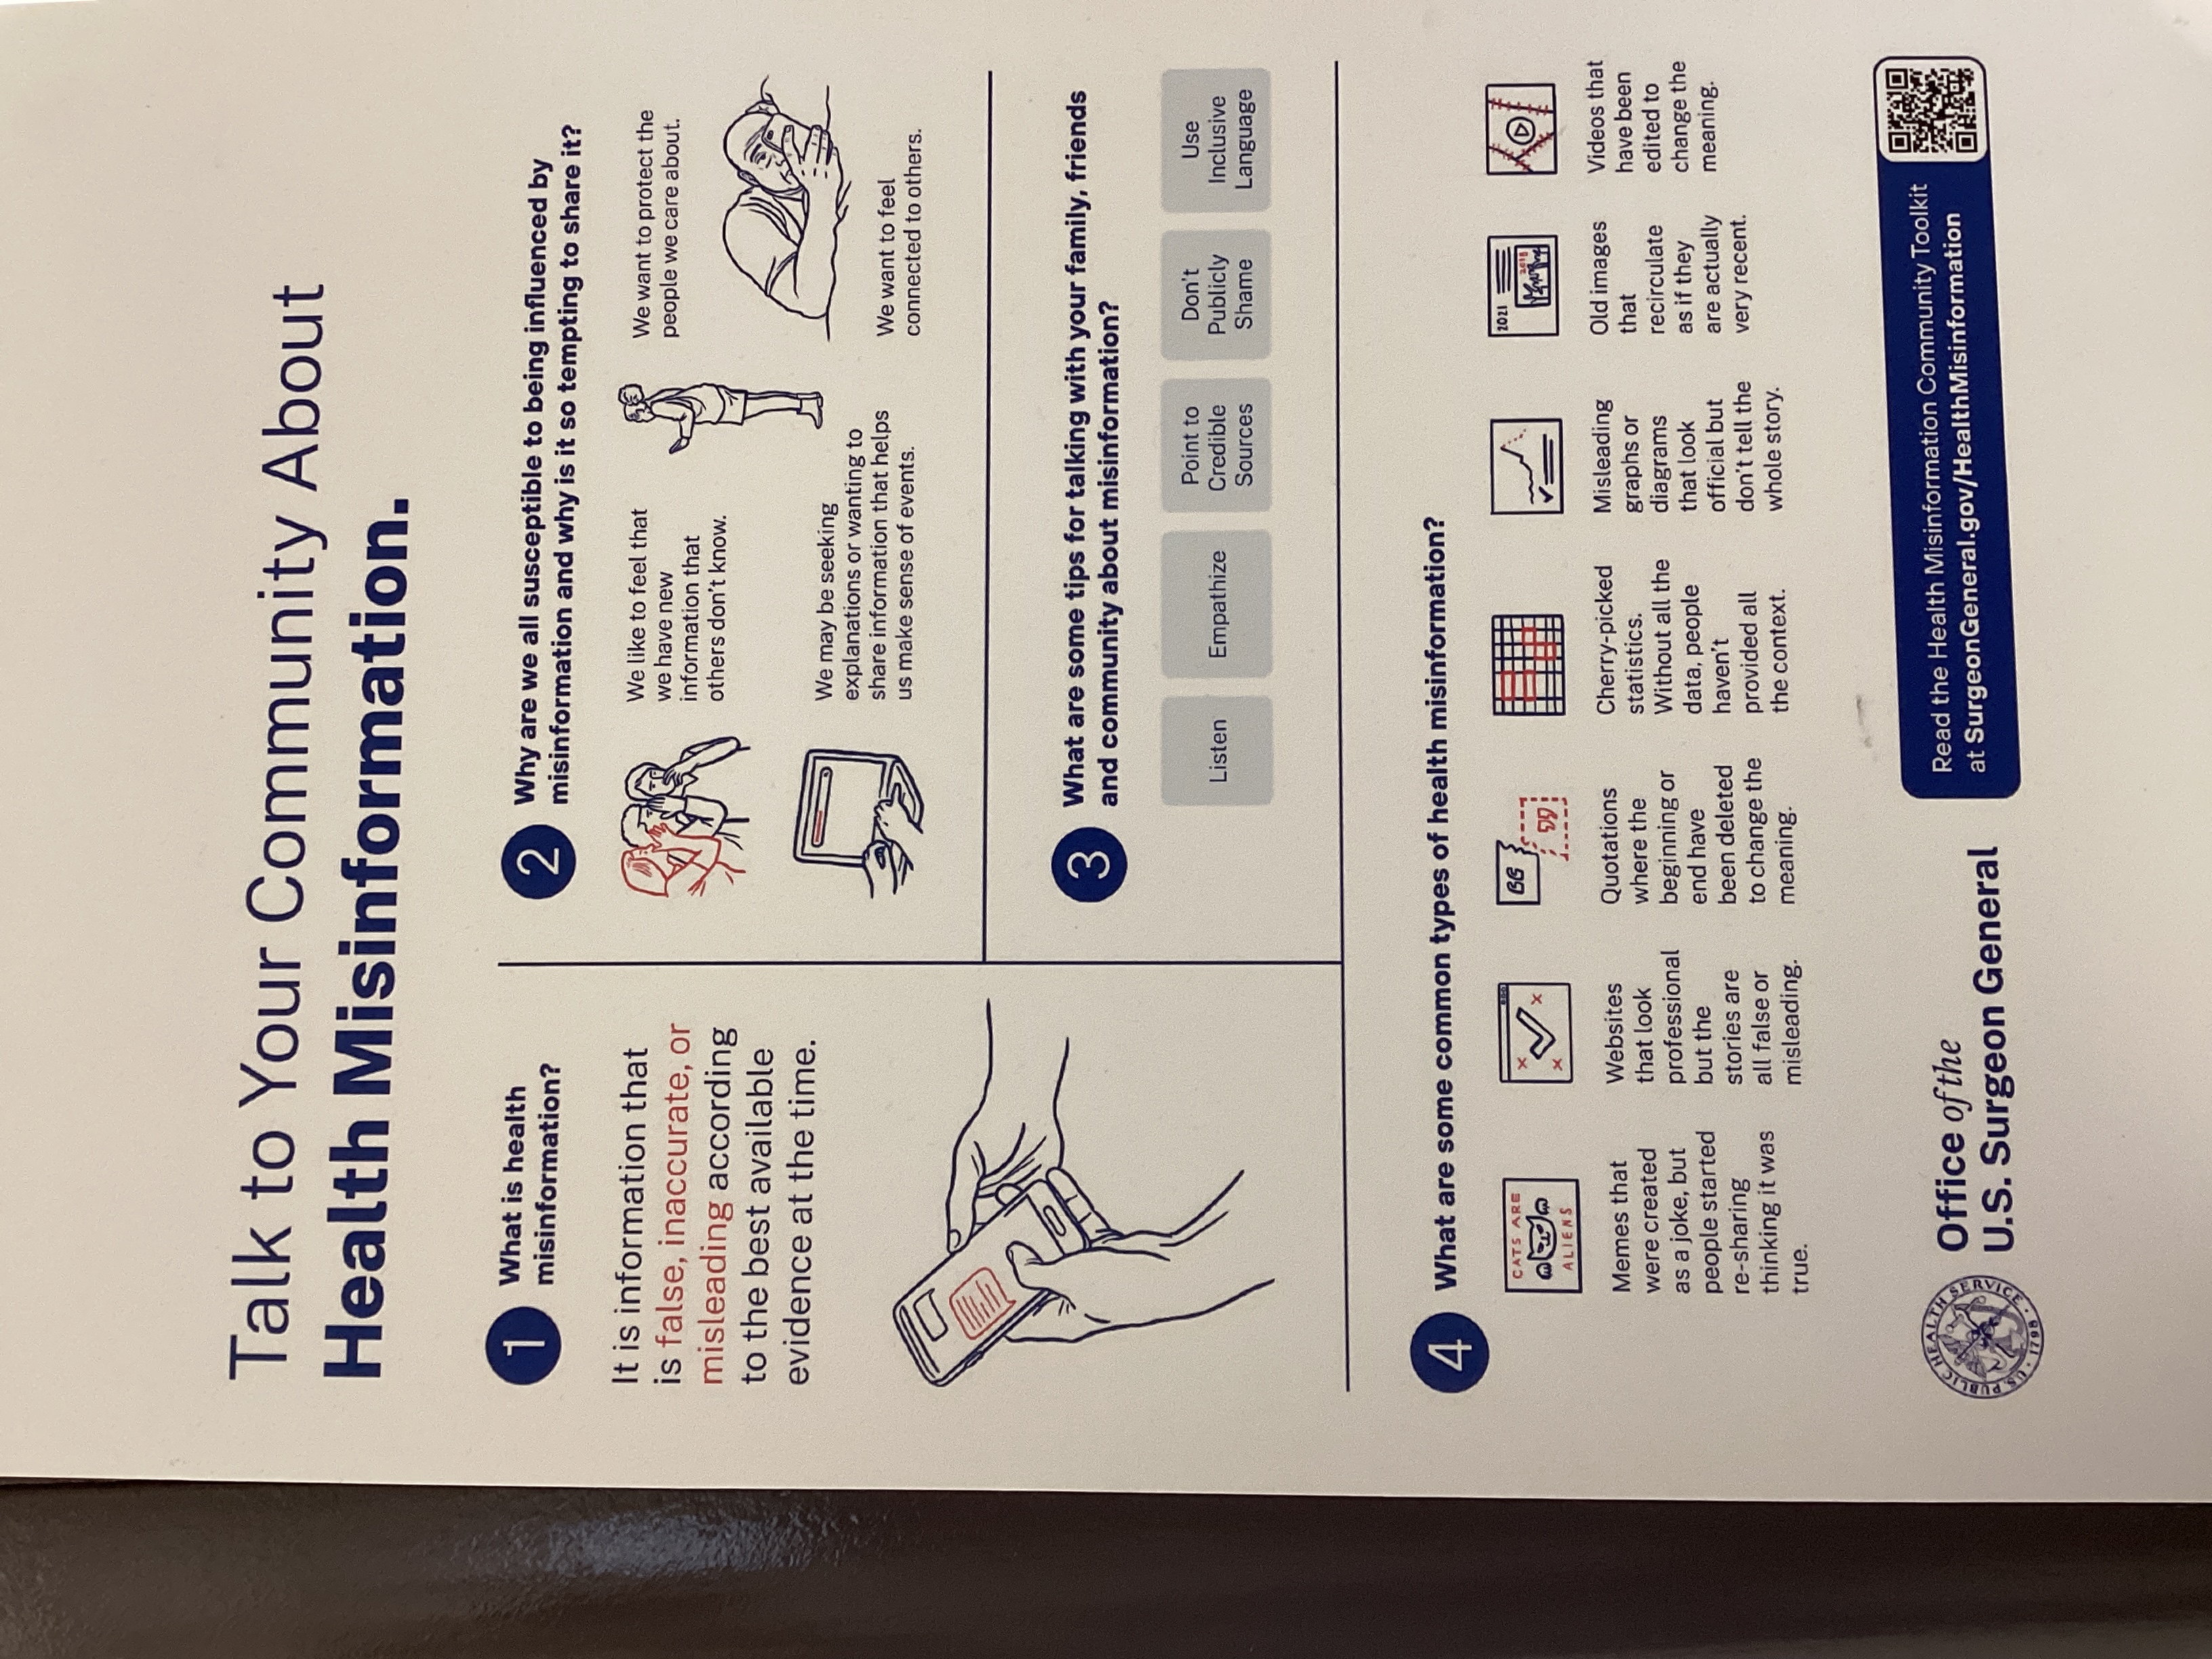 Talk to Your Community About
Health Misinformation.
1
What is health
misinformation?
It is information that
is false, inaccurate, or
misleading according
to the best available
evidence at the time.
2
Why are we all susceptible to being influenced by
misinformation and why is it so tempting to share it?
We like to feel that
we have new
information that
others don't know.
We want to protect the
people we care about.
We may be seeking
explanations or wanting to
share information that helps
us make sense of events.
We want to feel
connected to others.
3
What are some tips for talking with your family, friends
and community about misinformation?
Listen
Empathize
Point to
Credible
Sources
Don't
Publicly
Shame
Use
Inclusive
Language
4
What are some common types of health misinformation?
CATS ARE
ALIENS
Memes that
were created
as a joke, but
people started
re-sharing
thinking it was
true.
Websites
that look
professional
but the
stories are
all false or
misleading.
Quotations
where the
beginning or
end have
been deleted
to change the
meaning.
Cherry-picked
statistics.
Without all the
data, people
haven't
provided all
the context.
Misleading
graphs or
diagrams
that look
official but
don't tell the
whole story.
2021
2018
Old images
that
recirculate
as if they
are actually
very recent.
Videos that
have been
edited to
change the
meaning.
U.S. PUBLIC HEALTH SERVICE
1798
Office of the
U.S. Surgeon General
Read the Health Misinformation Community Toolkit
at SurgeonGeneral.gov/HealthMisinformation